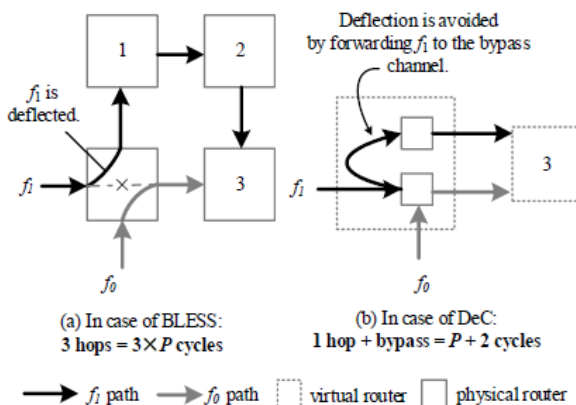 Deflection is avoided
by forwarding f1 to the bypass
channel.
1
2
f1 is
deflected.
3
3
f1
×
f1
f0
f0
(a) In case of BLESS:
3 hops = 3×P cycles
(b) In case of DeC:
1 hop + bypass = P + 2 cycles
f1 path
f0 path
virtual router
physical router